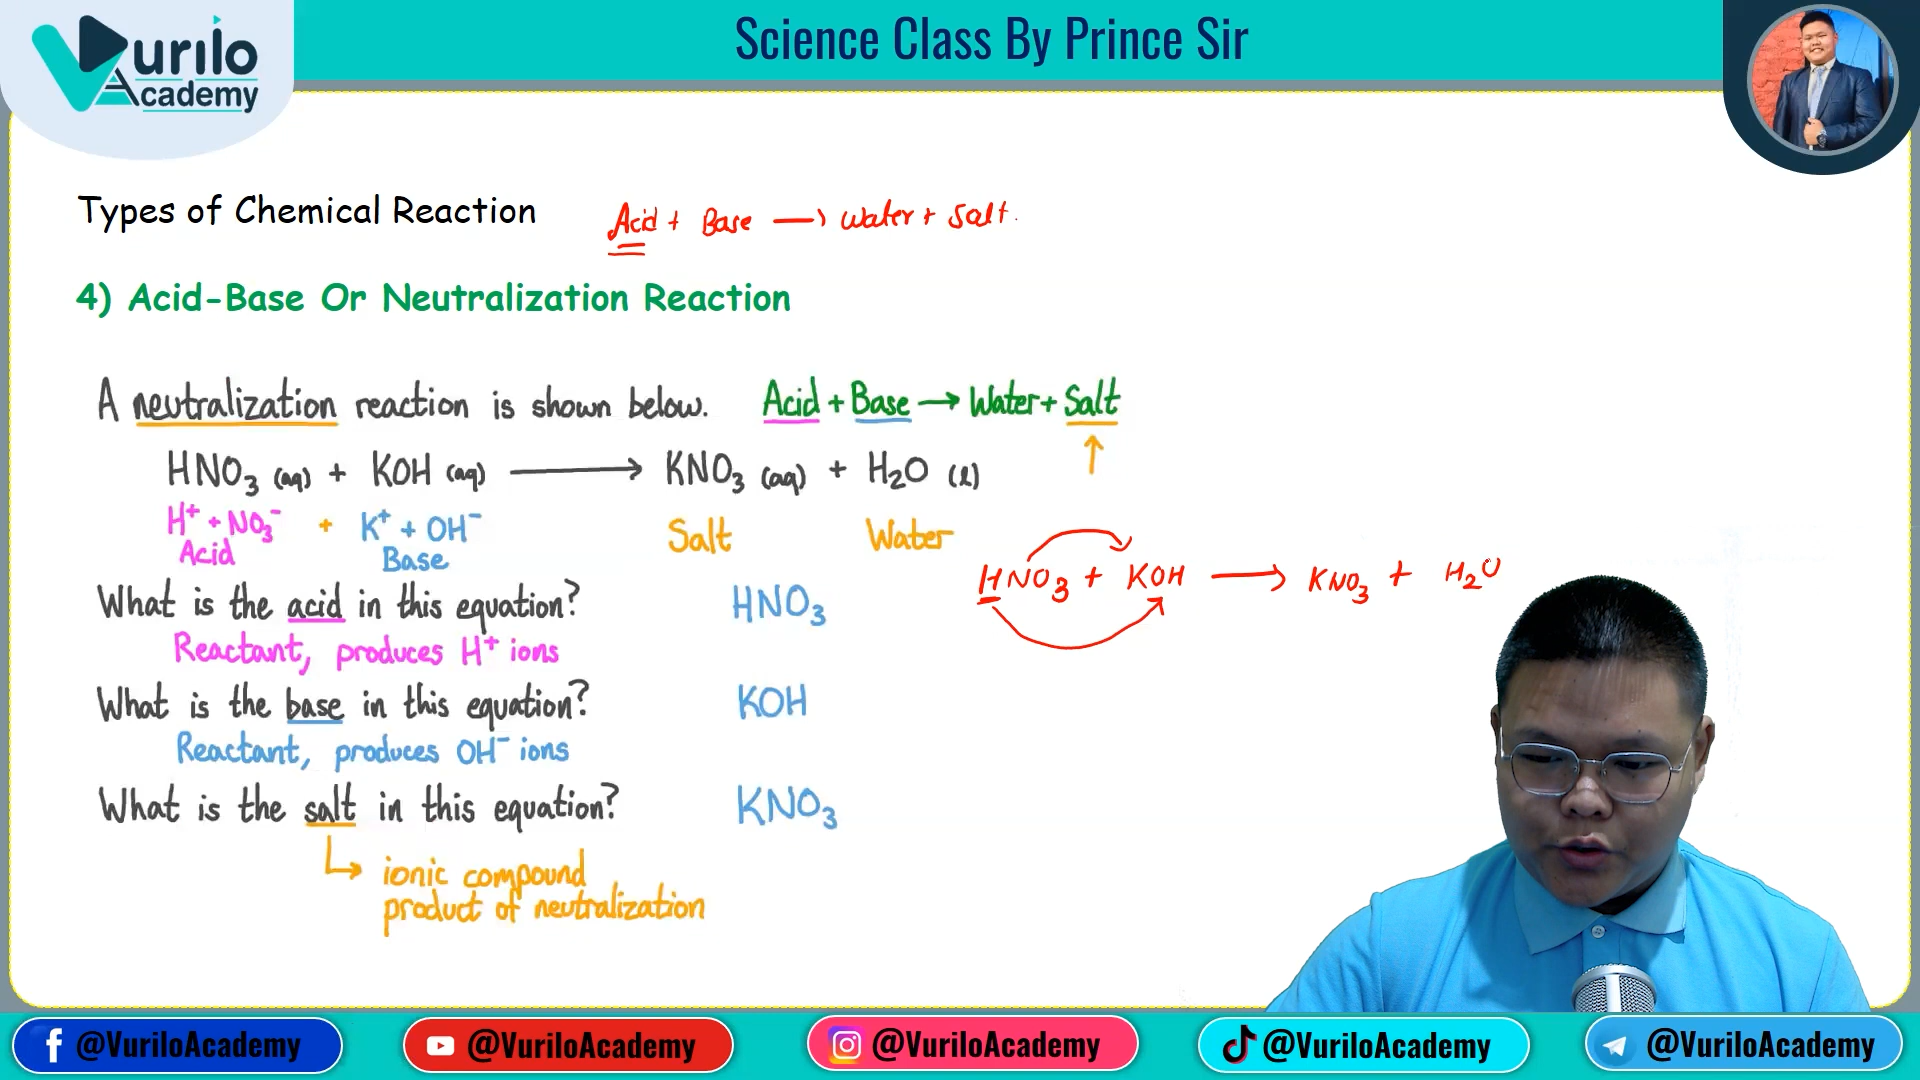 Vurilo
Academy
Science Class By Prince Sir
Types of Chemical Reaction
Acid + Base → Water + Salt.
4) Acid-Base Or Neutralization Reaction
A neutralization reaction is shown below. Acid + Base → Water + Salt
HNO₃ (aq) + KOH (aq) → KNO₃ (aq) + H₂O (l)
H⁺ + NO₃⁻ + K⁺ + OH⁻ Salt Water
Acid Base
HNO₃ + KOH → KNO₃ + H₂O
What is the acid in this equation? HNO₃
Reactant, produces H⁺ ions
What is the base in this equation? KOH
Reactant, produces OH⁻ ions
What is the salt in this equation? KNO₃
ionic compound
product of neutralization
@VuriloAcademy @VuriloAcademy @VuriloAcademy @VuriloAcademy @VuriloAcademy